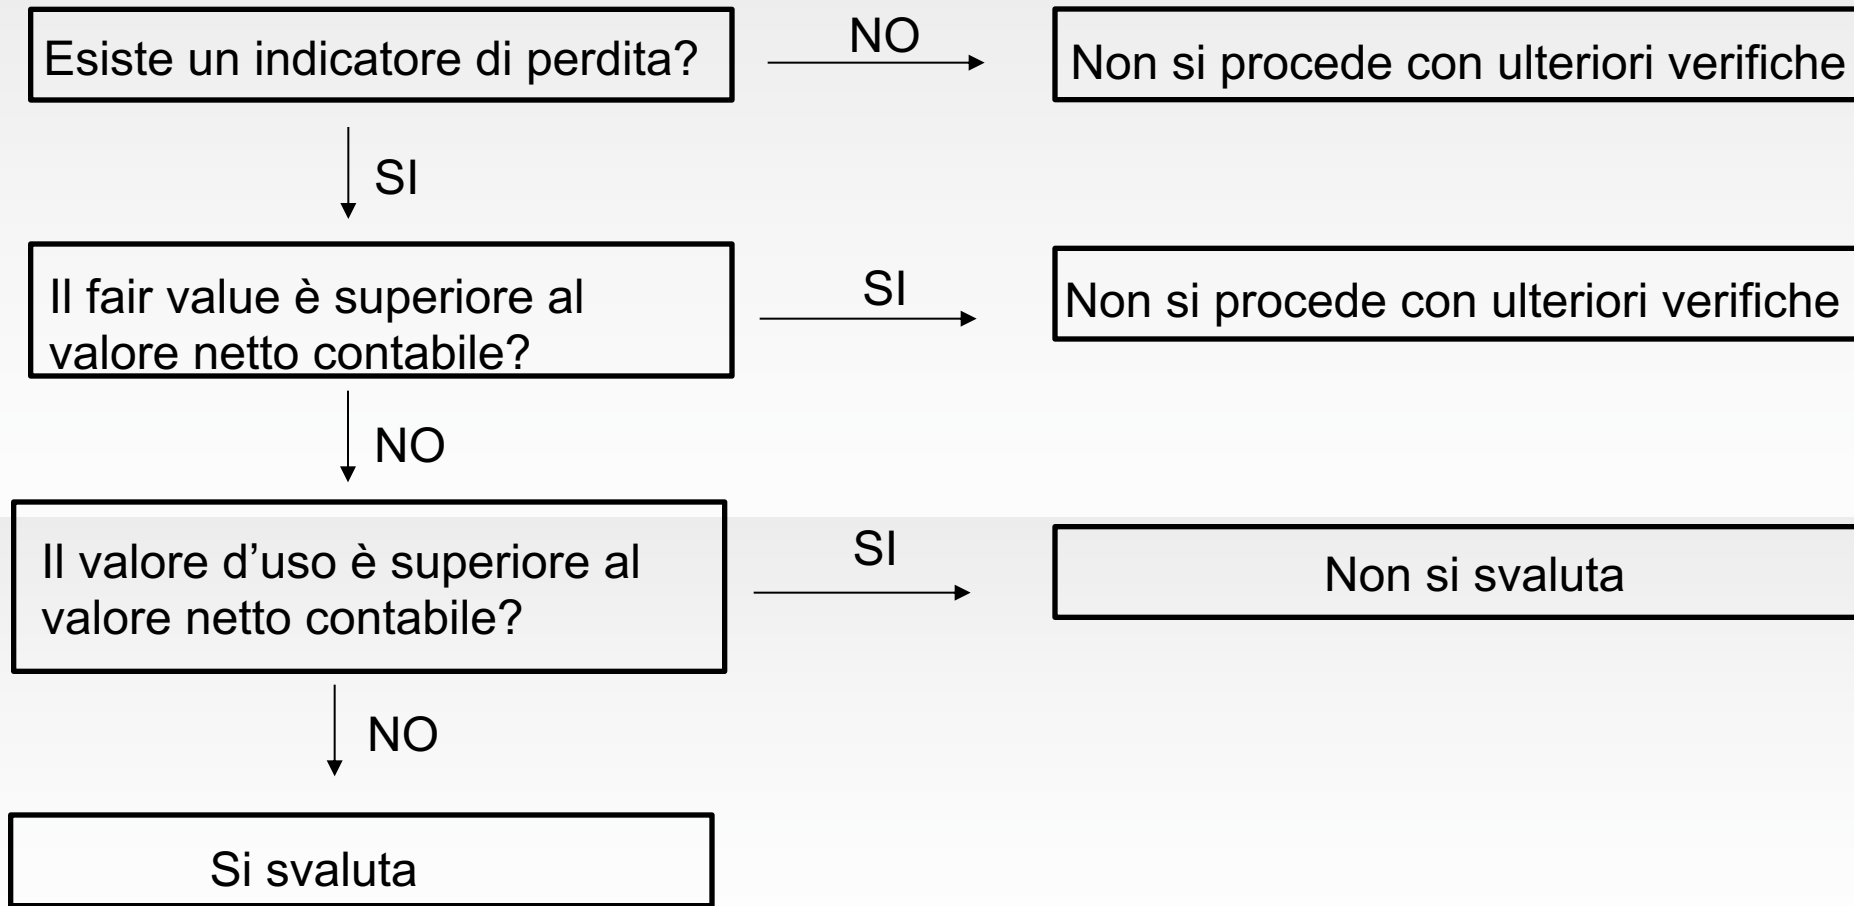 Esiste un indicatore di perdita?
NO
Non si procede con ulteriori verifiche
SI
Il fair value è superiore al
valore netto contabile?
SI
Non si procede con ulteriori verifiche
NO
Il valore d’uso è superiore al
valore netto contabile?
SI
Non si svaluta
NO
Si svaluta